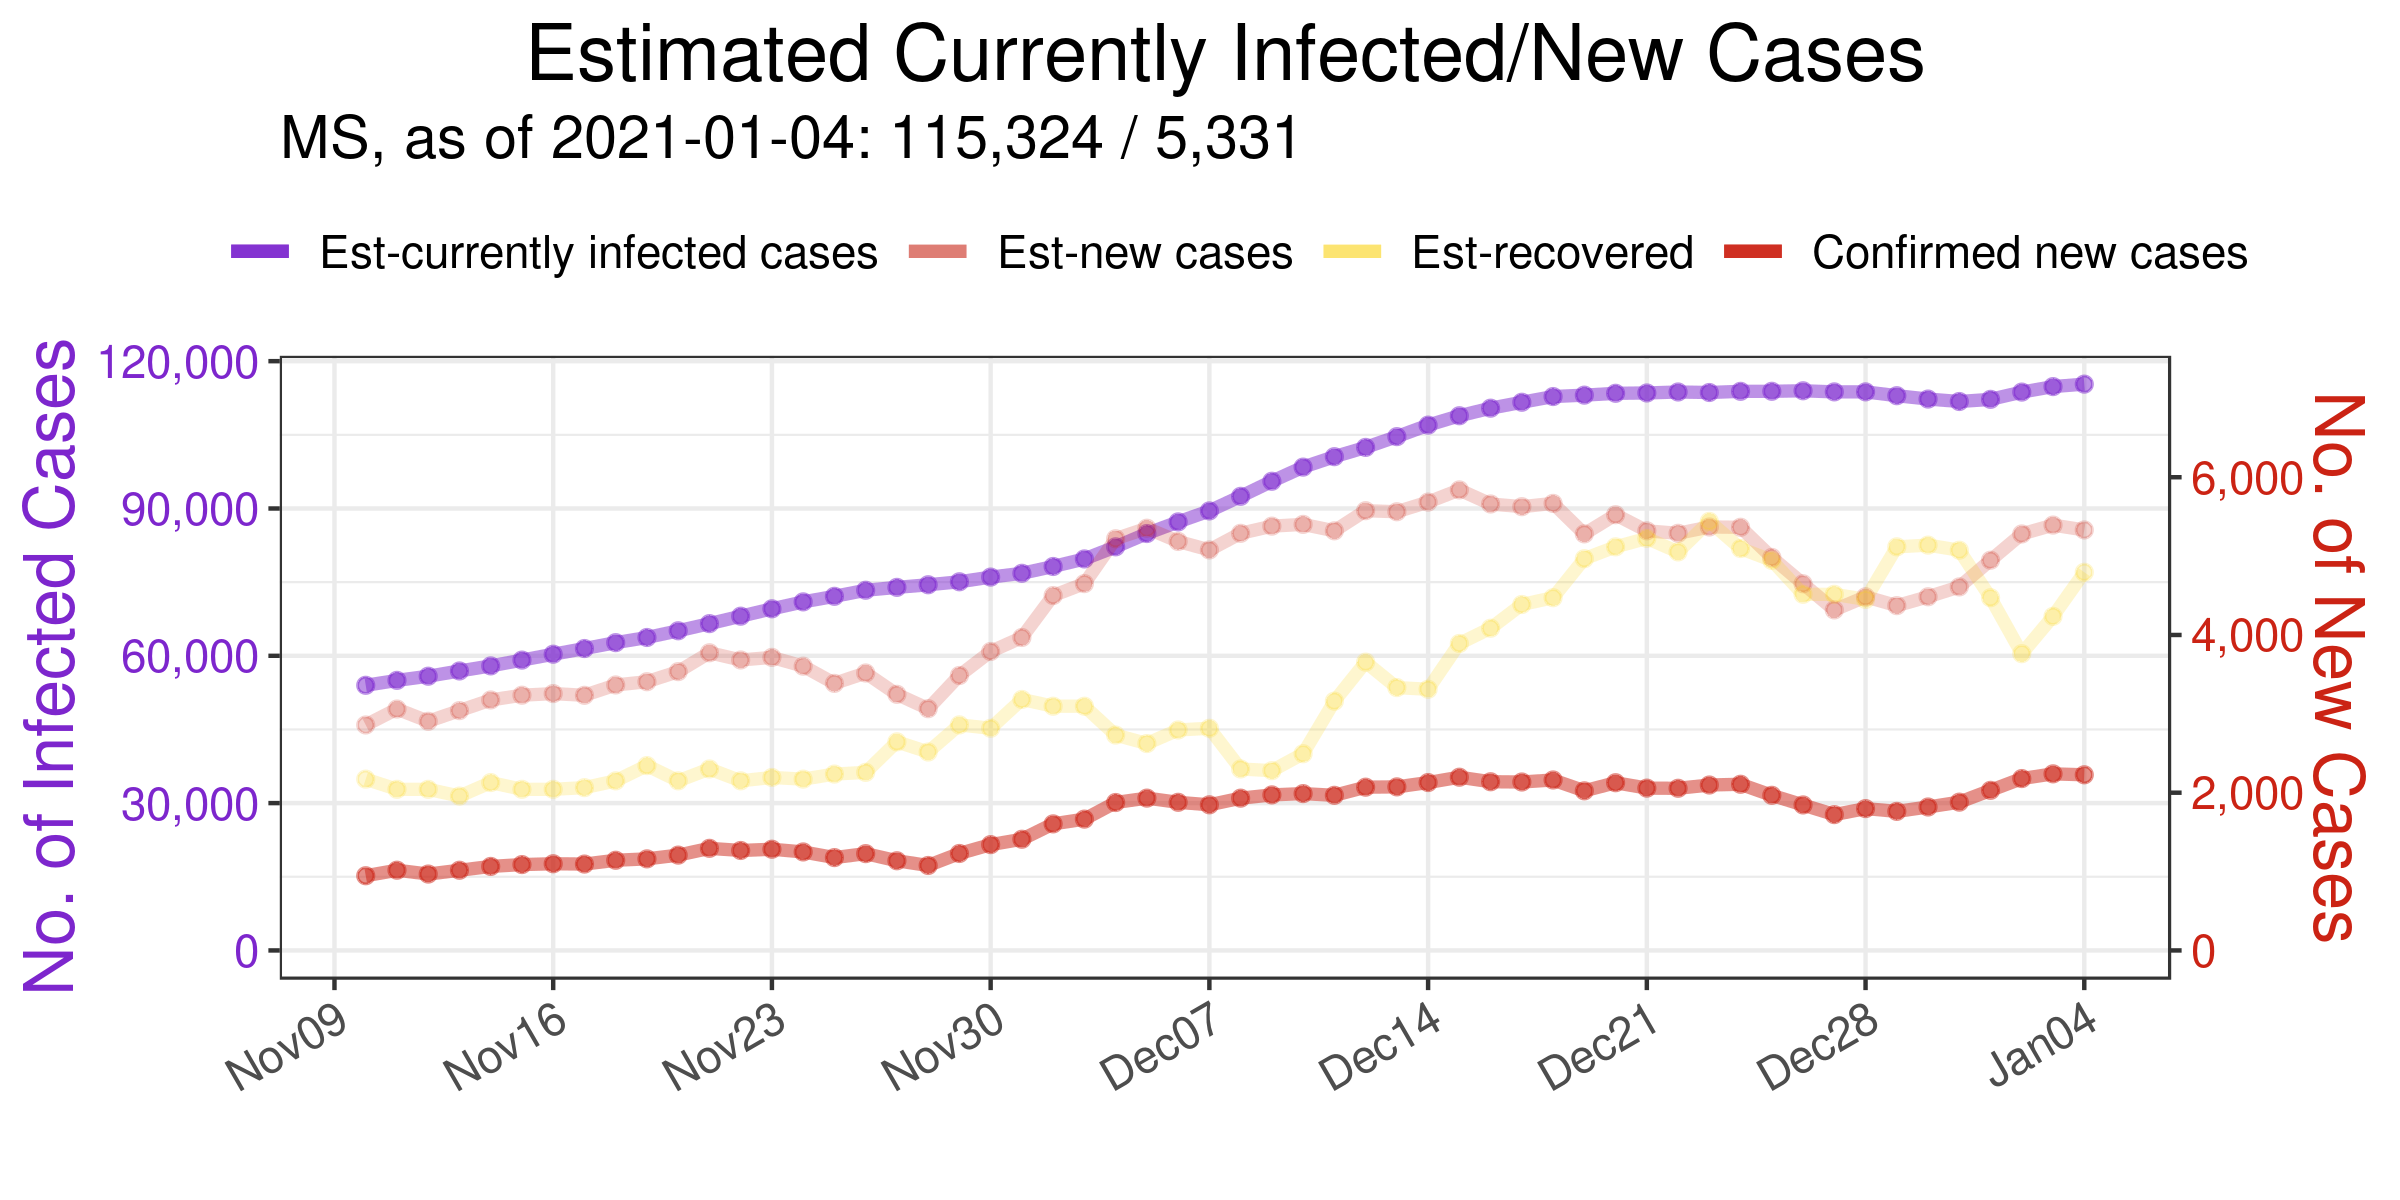 Estimated Currently Infected/New Cases
MS, as of 2021-01-04: 115,324 / 5,331
Est-currently infected cases
Est-new cases
Est-recovered
Confirmed new cases
No. of Infected Cases
120,000
90,000
60,000
30,000
0
6,000
4,000
2,000
0
No. of New Cases
Nov09
Nov16
Nov23
Nov30
Dec07
Dec14
Dec21
Dec28
Jan04